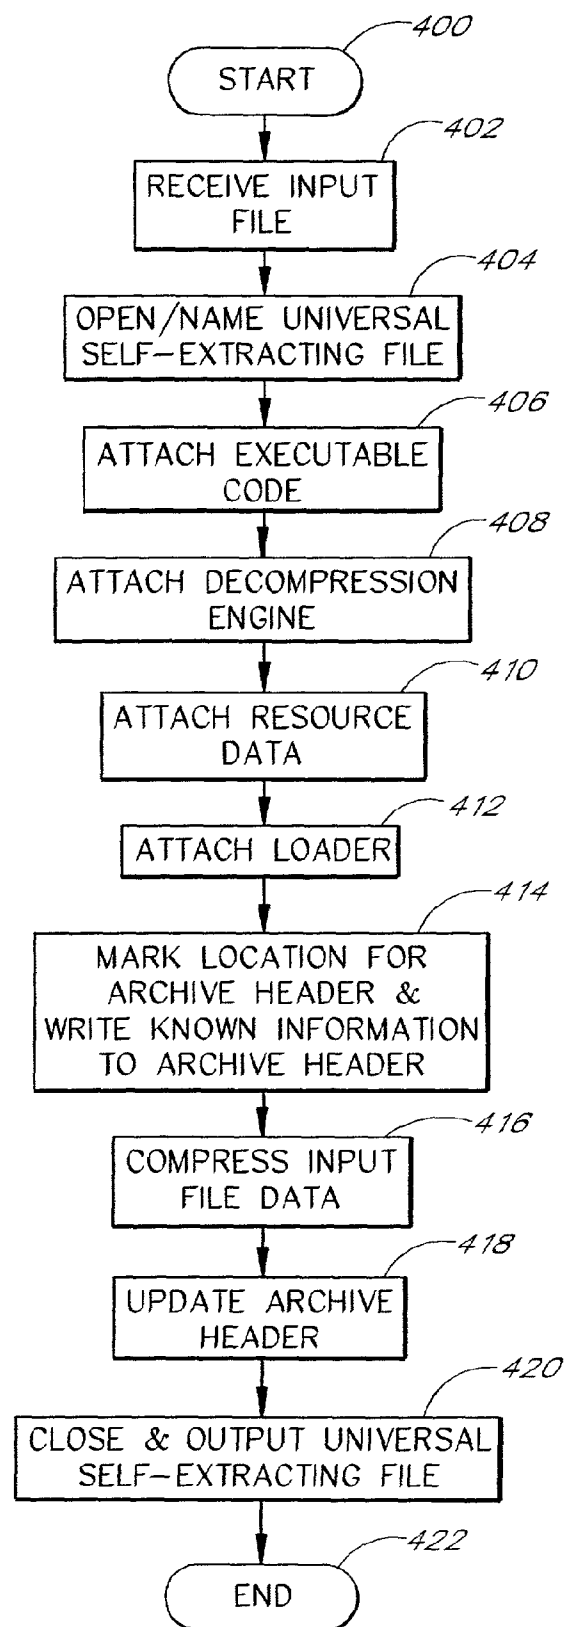 400
START
402
RECEIVE INPUT
FILE
404
OPEN/NAME UNIVERSAL
SELF-EXTRACTING FILE
406
ATTACH EXECUTABLE
CODE
408
ATTACH DECOMPRESSION
ENGINE
410
ATTACH RESOURCE
DATA
412
ATTACH LOADER
414
MARK LOCATION FOR
ARCHIVE HEADER &
WRITE KNOWN INFORMATION
TO ARCHIVE HEADER
416
COMPRESS INPUT
FILE DATA
418
UPDATE ARCHIVE
HEADER
420
CLOSE & OUTPUT UNIVERSAL
SELF-EXTRACTING FILE
422
END